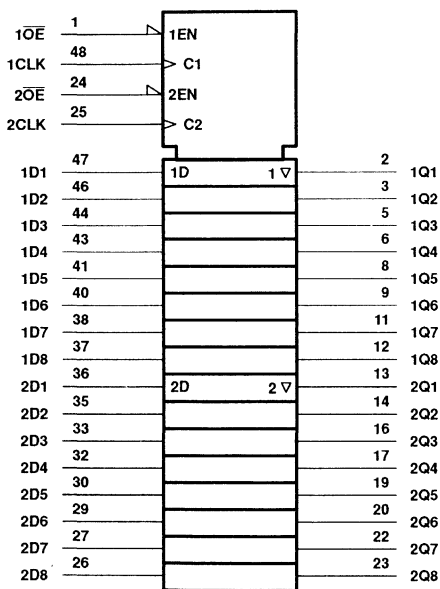 1
1O̅E̅ 1EN
48
1CLK C1
24
2O̅E̅ 2EN
25
2CLK C2
47 2
1D1 1D 1 ▽ 1Q1
46 3
1D2 1Q2
44 5
1D3 1Q3
43 6
1D4 1Q4
41 8
1D5 1Q5
40 9
1D6 1Q6
38 11
1D7 1Q7
37 12
1D8 1Q8
36 13
2D1 2D 2 ▽ 2Q1
35 14
2D2 2Q2
33 16
2D3 2Q3
32 17
2D4 2Q4
30 19
2D5 2Q5
29 20
2D6 2Q6
27 22
2D7 2Q7
26 23
2D8 2Q8